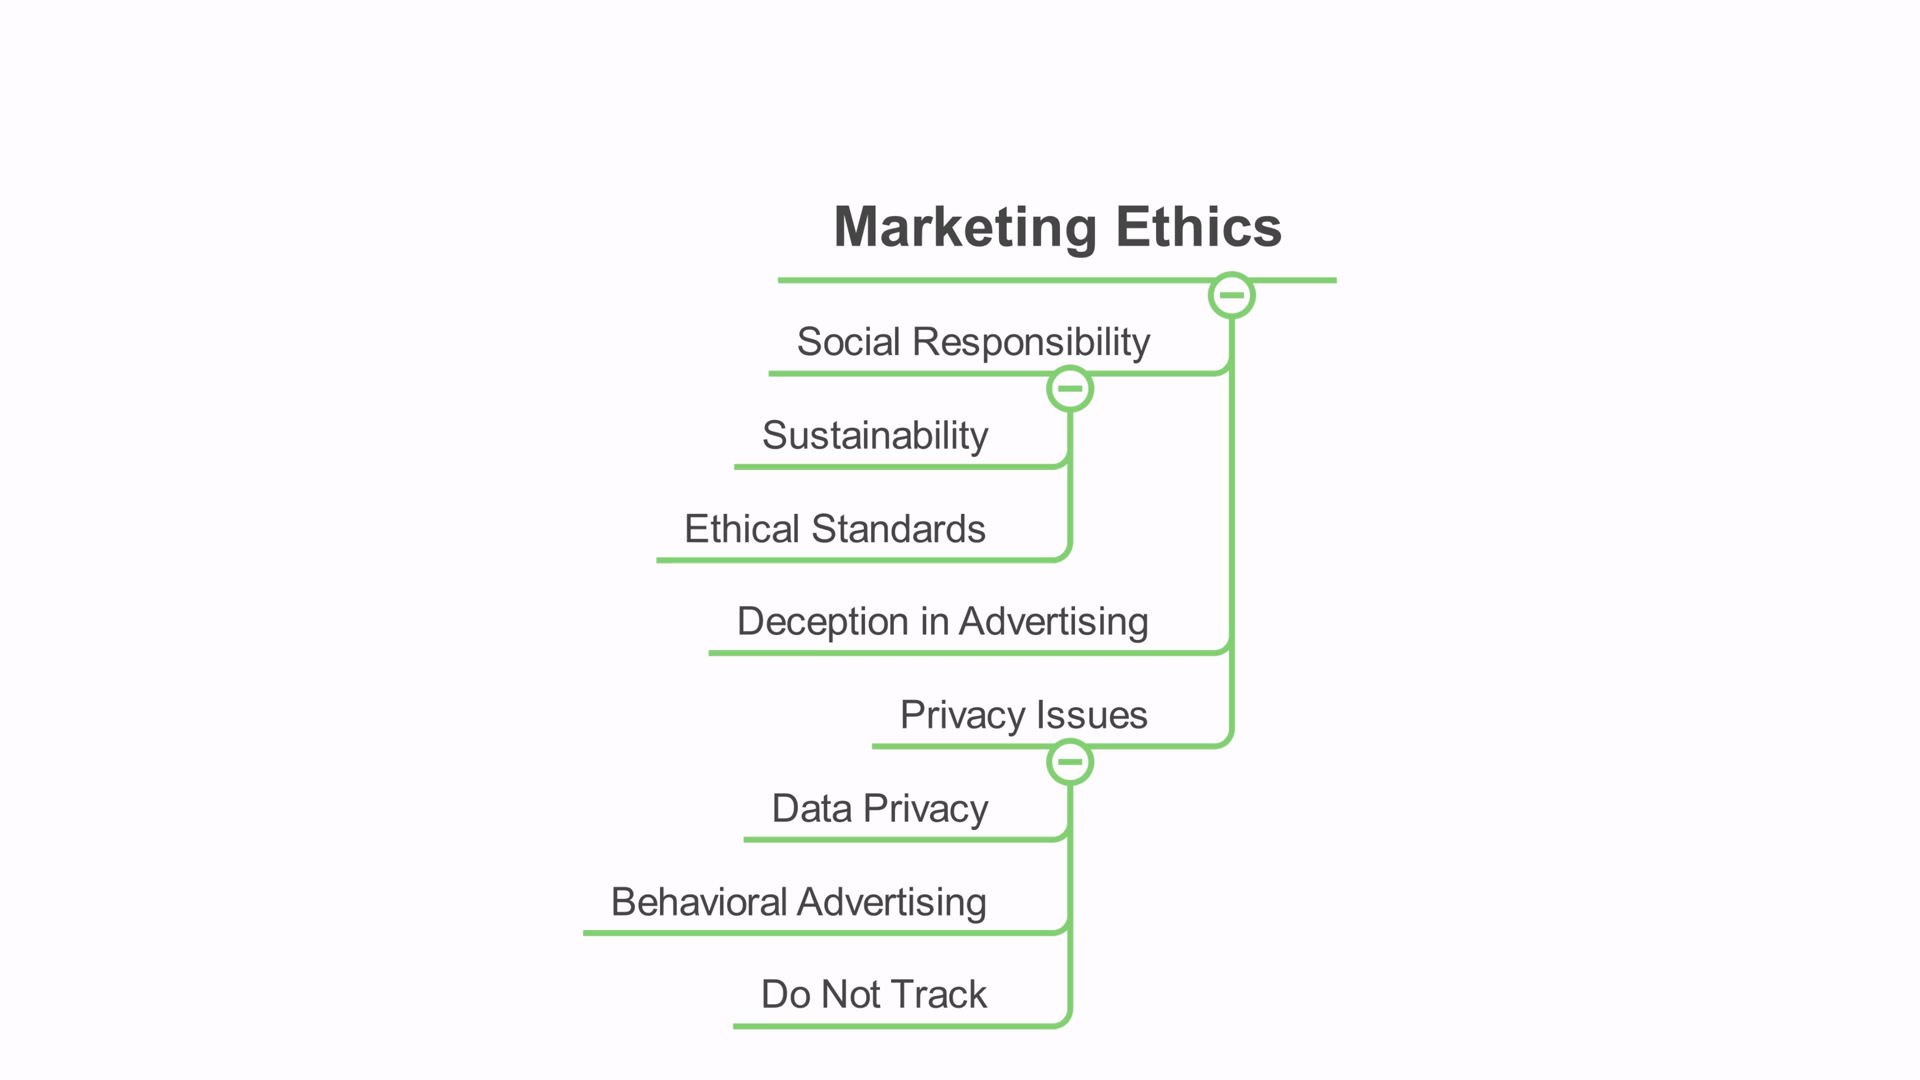 Marketing Ethics
Social Responsibility
Sustainability
Ethical Standards
Deception in Advertising
Privacy Issues
Data Privacy
Behavioral Advertising
Do Not Track